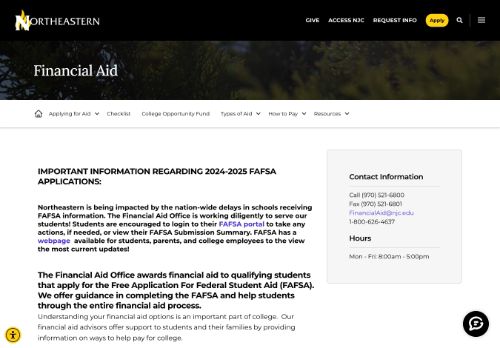 NORTHEASTERN
GIVE ACCESS NJC REQUEST INFO Apply
Financial Aid
Applying for Aid Checklist College Opportunity Fund Types of Aid How to Pay Resources
IMPORTANT INFORMATION REGARDING 2024-2025 FAFSA
APPLICATIONS:
Northeastern is being impacted by the nation-wide delays in schools receiving
FAFSA information. The Financial Aid Office is working diligently to serve our
students! Students are encouraged to login to their FAFSA portal to take any
actions, if needed, or view their FAFSA Submission Summary. FAFSA has a
webpage available for students, parents, and college employees to the view
the most current updates!
The Financial Aid Office awards financial aid to qualifying students
that apply for the Free Application For Federal Student Aid (FAFSA).
We offer guidance in completing the FAFSA and help students
through the entire financial aid process.
Understanding your financial aid options is an important part of college. Our
financial aid advisors offer support to students and their families by providing
information on ways to help pay for college.
Contact Information
Call (970) 521-6800
Fax (970) 521-6801
FinancialAid@njc.edu
1-800-626-4637
Hours
Mon - Fri: 8:00am - 5:00pm